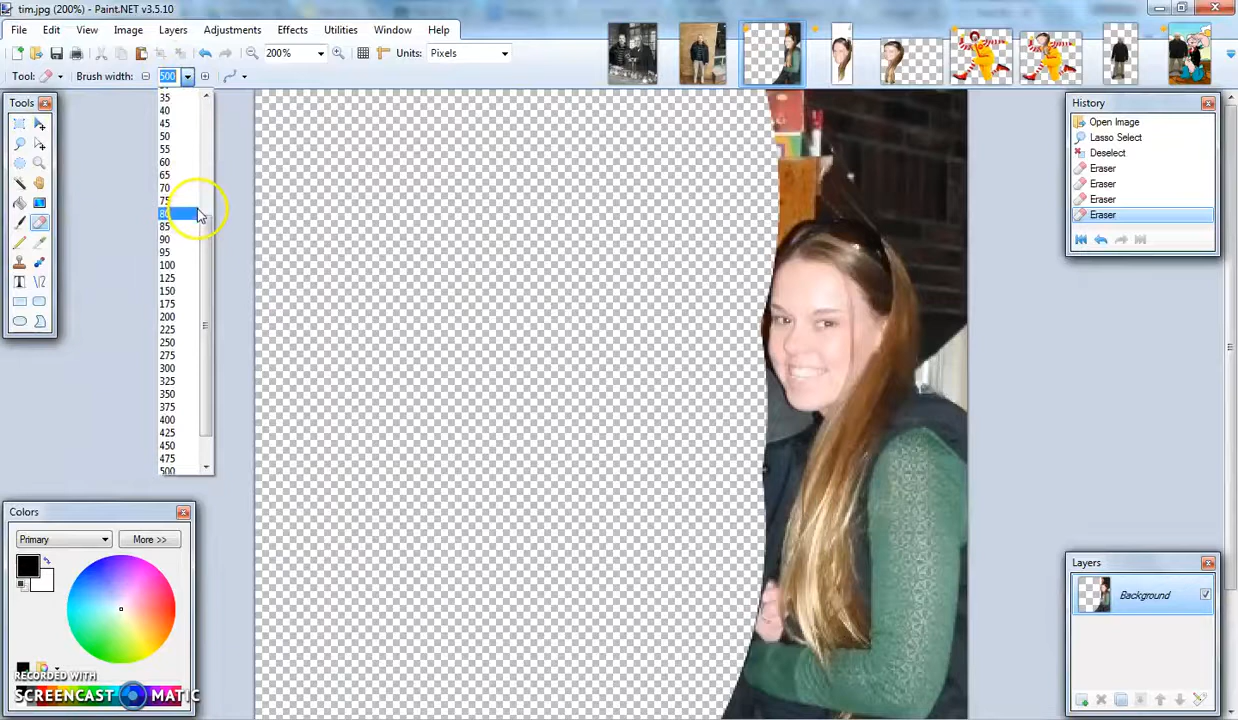 tim.jpg (200%) - Paint.NET v3.5.10
File Edit View Image Layers Adjustments Effects Utilities Window Help
200% Units: Pixels
Tool: Brush width: 500
Tools
35
40
45
50
55
60
65
70
75
80
85
90
95
100
125
150
175
200
225
250
275
300
325
350
375
400
425
450
475
500
History
Open Image
Lasso Select
Deselect
Eraser
Eraser
Eraser
Eraser
Colors
Primary More >>
Layers
Background
RECORDED WITH
SCREENCAST MATIC